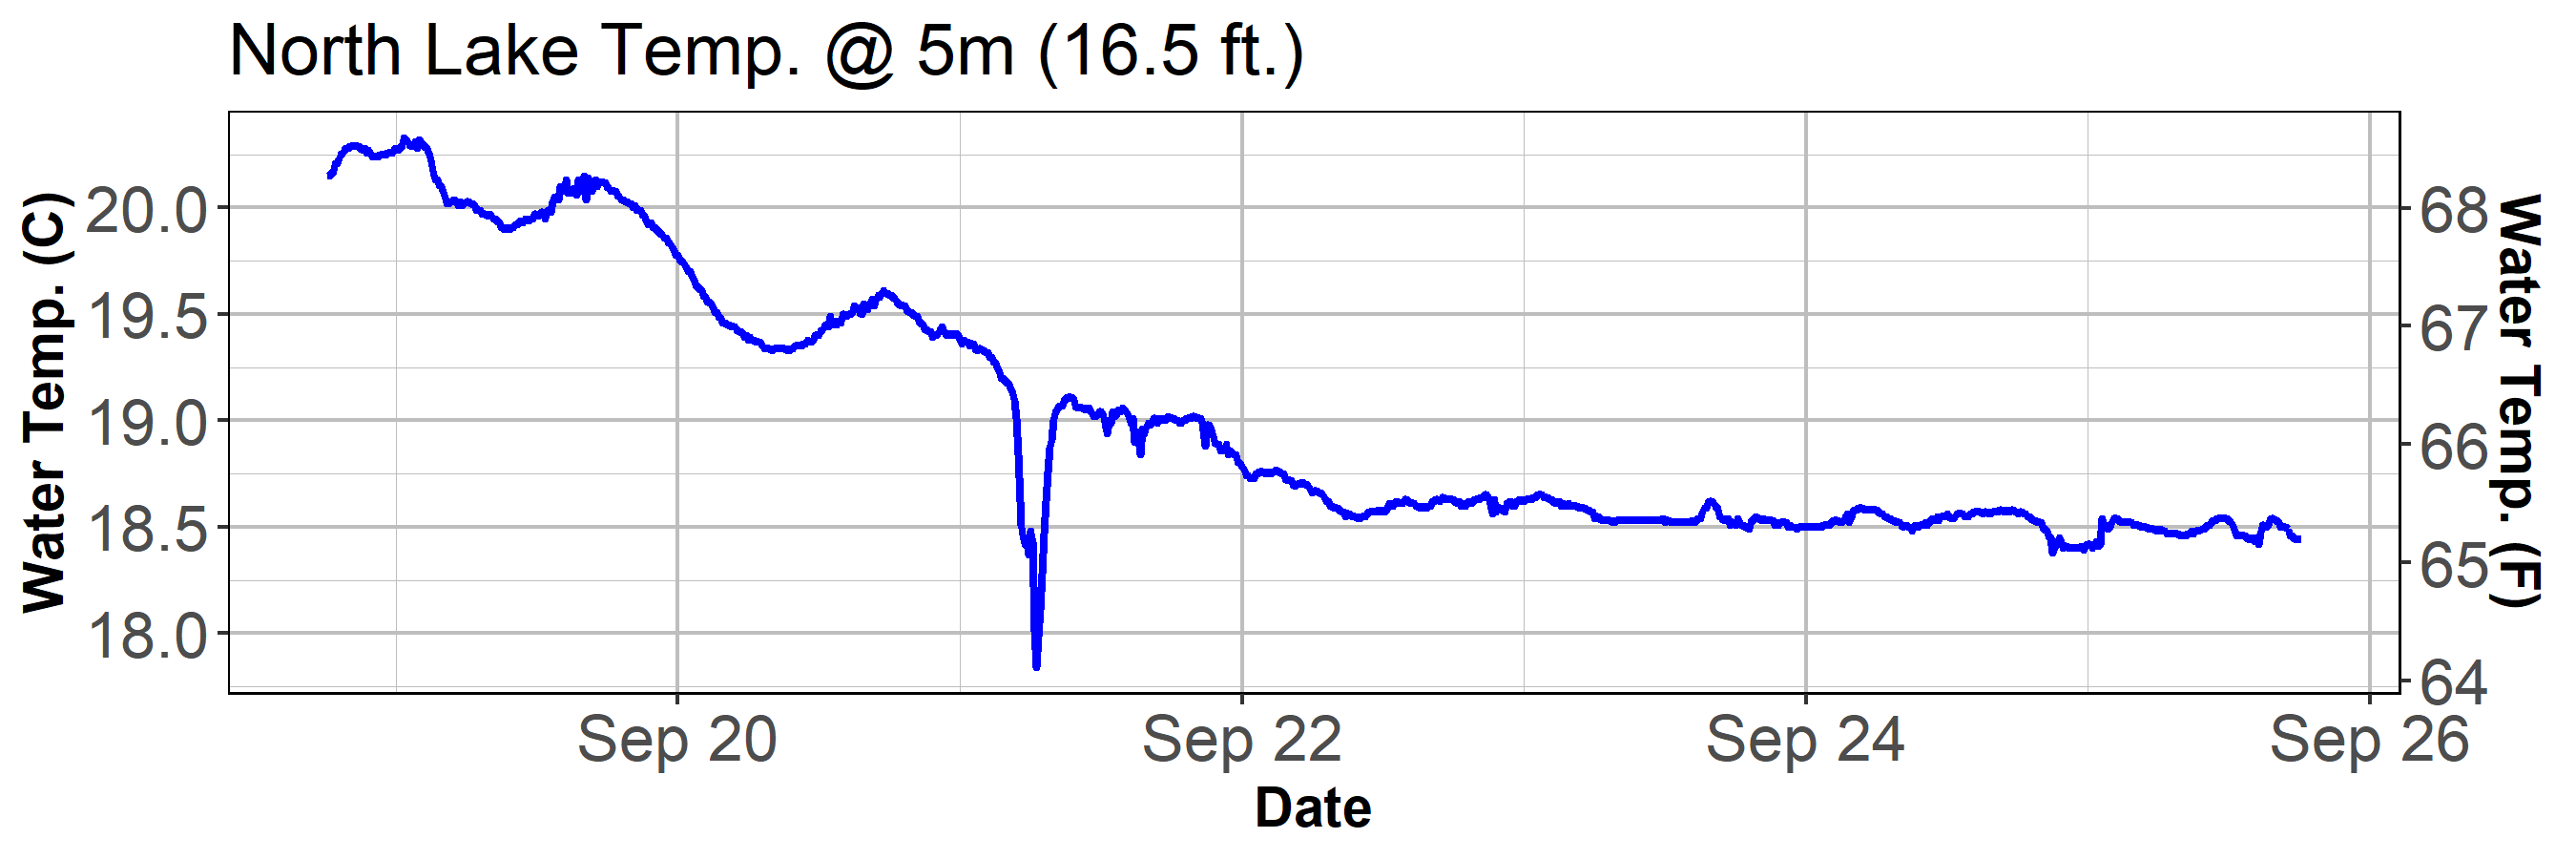 North Lake Temp. @ 5m (16.5 ft.)
Water Temp. (C)
20.0
19.5
19.0
18.5
18.0
68
67
66
65
64
Water Temp. (F)
Sep 20 Sep 22 Sep 24 Sep 26
Date